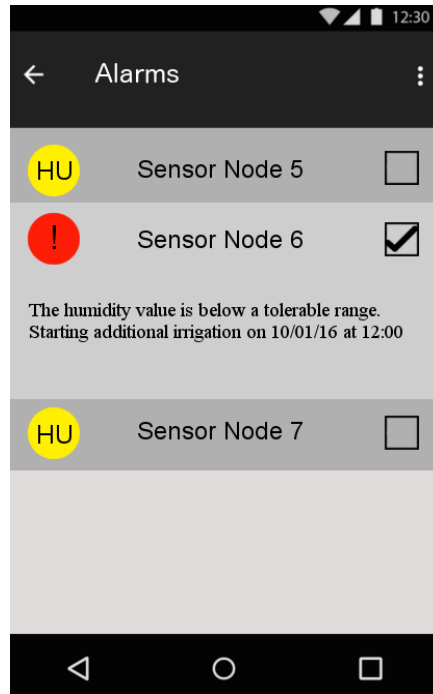 12:30
Alarms
HU Sensor Node 5
! Sensor Node 6
The humidity value is below a tolerable range.
Starting additional irrigation on 10/01/16 at 12:00
HU Sensor Node 7